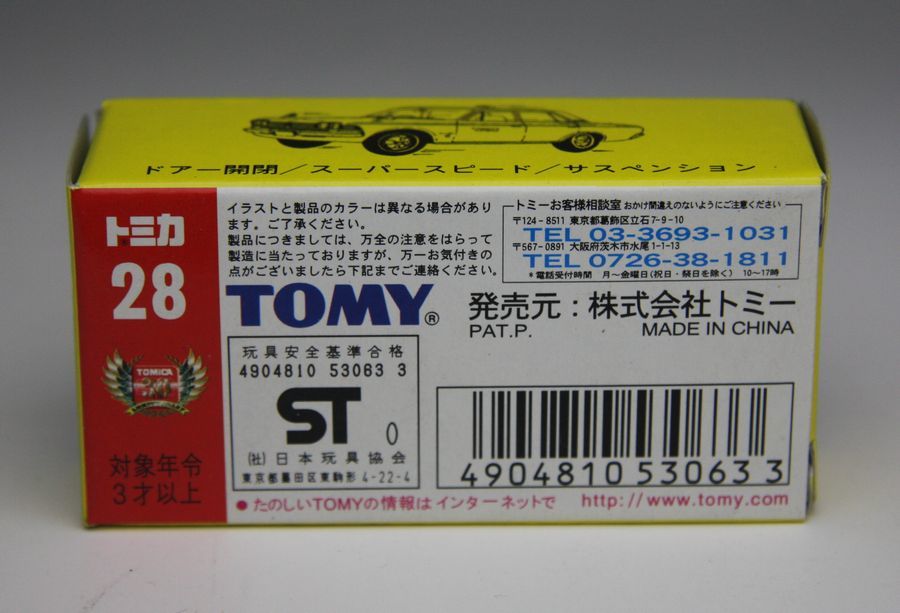 ドアー開閉/スーパースピード/サスペンション
トミカ
28
TOMICA
対象年令
3才以上
イラストと製品のカラーは異なる場合があり
ます。ご了承ください。
製品につきましては、万全の注意をはらって
製造に当たっておりますが、万一お気付きの
点がございましたら下記までご連絡ください。
トミーお客様相談室 おかけ間違えのないようにご注意ください
〒124-8511 東京都葛飾区立石7-9-10
TEL 03-3693-1031
〒567-0891 大阪府茨木市水尾1-1-13
TEL 0726-38-1811
*電話受付時間 月〜金曜日(祝日・祭日を除く) 10〜17時
TOMY®
発売元:株式会社トミー
PAT.P. MADE IN CHINA
玩具安全基準合格
4904810 53063 3
ST 0
(社)日本玩具協会
東京都墨田区東駒形4-22-4
4904810530633
●たのしいTOMYの情報はインターネットで http://www.tomy.com